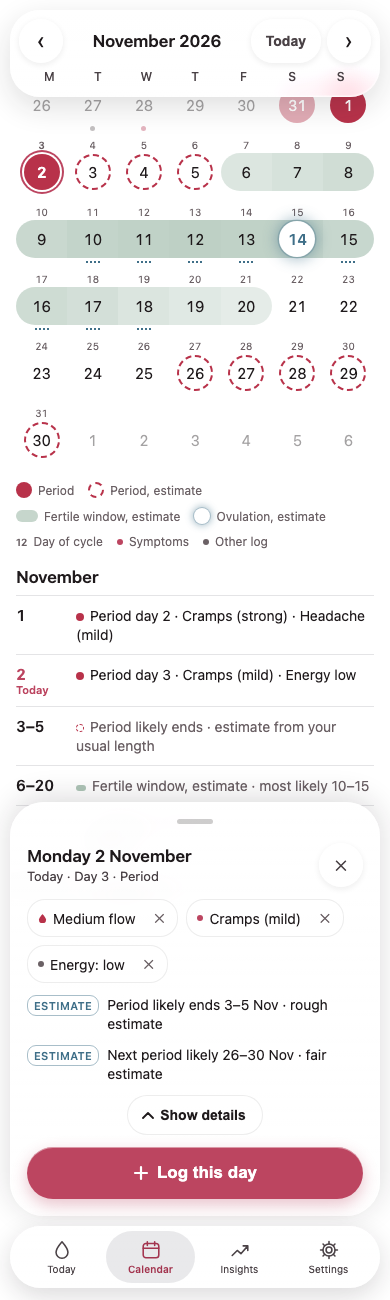 November 2026
Today
M T W T F S S
26 27 28 29 30 31 1
3 4 5 6 7 8 9
2 3 4 5 6 7 8
10 11 12 13 14 15 16
9 10 11 12 13 14 15
17 18 19 20 21 22 23
16 17 18 19 20 21 22
24 25 26 27 28 29 30
23 24 25 26 27 28 29
31
30 1 2 3 4 5 6
Period Period, estimate
Fertile window, estimate Ovulation, estimate
12 Day of cycle Symptoms Other log
November
1 Period day 2 · Cramps (strong) · Headache
(mild)
2 Period day 3 · Cramps (mild) · Energy low
Today
3–5 Period likely ends · estimate from your
usual length
6–20 Fertile window, estimate · most likely 10–15
Monday 2 November
Today · Day 3 · Period
Medium flow Cramps (mild)
Energy: low
ESTIMATE Period likely ends 3–5 Nov · rough
estimate
ESTIMATE Next period likely 26–30 Nov · fair
estimate
Show details
Log this day
Today Calendar Insights Settings